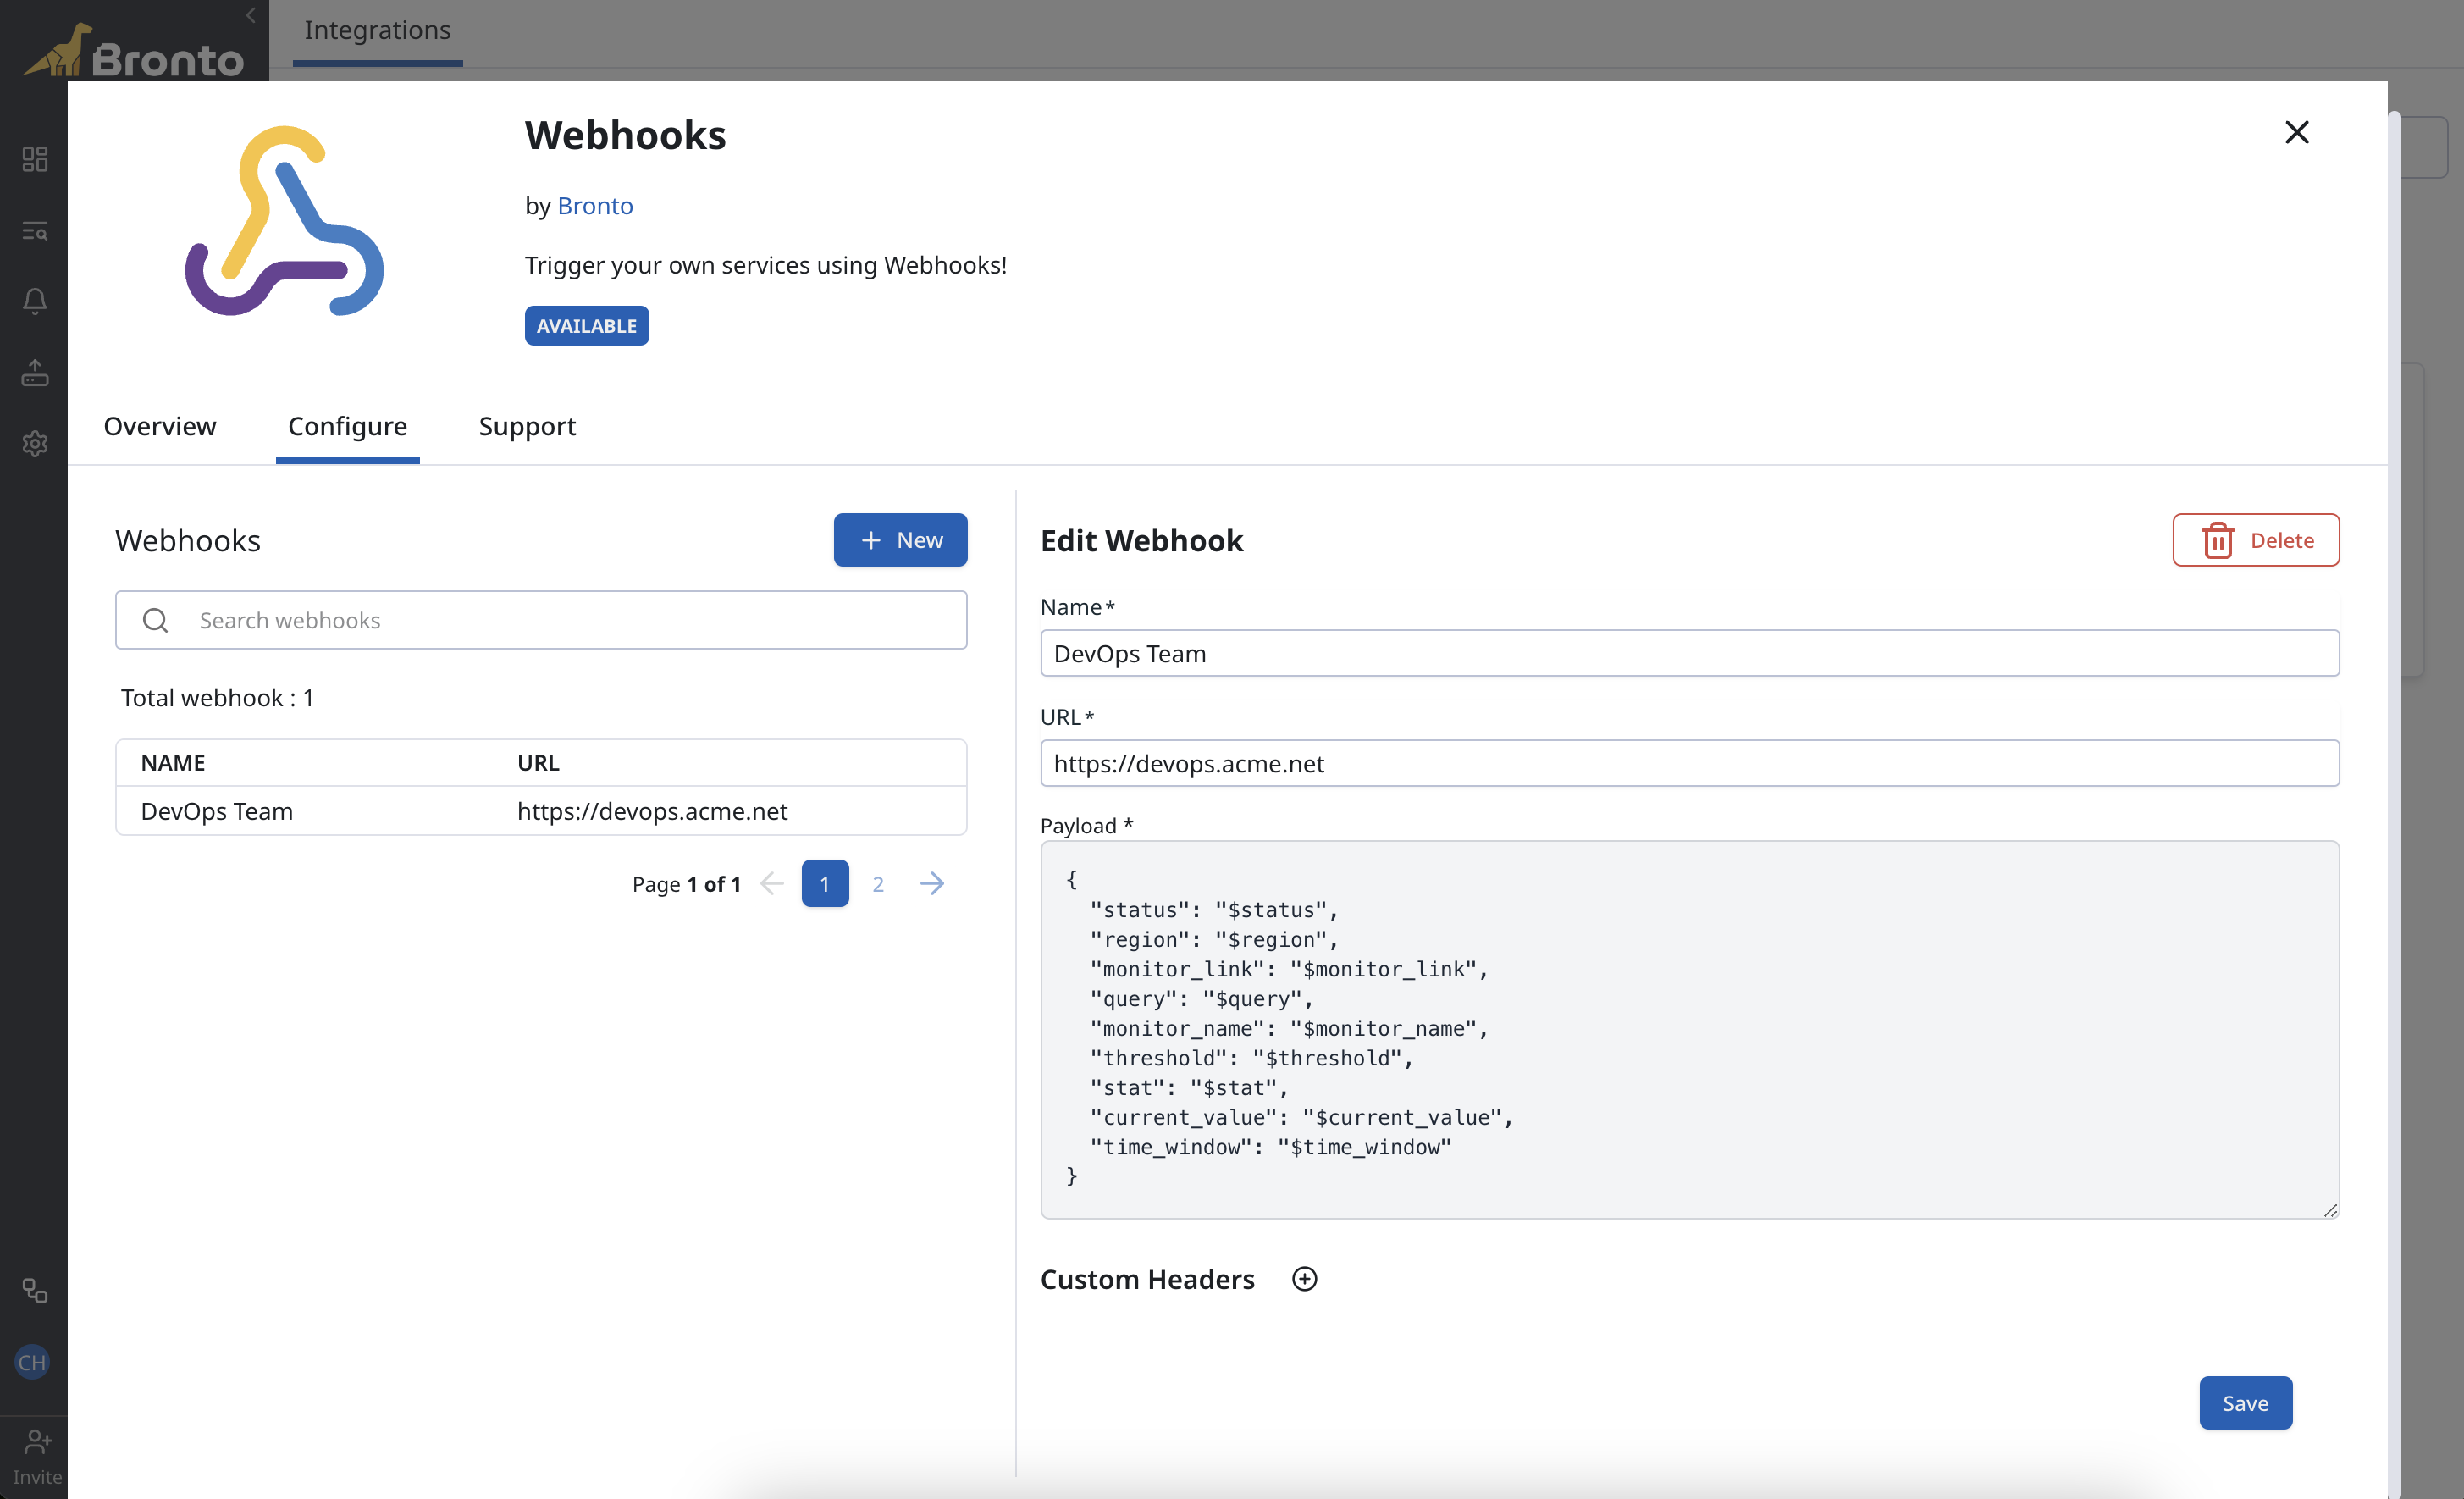 Bronto
Integrations
Webhooks
by Bronto
Trigger your own services using Webhooks!
AVAILABLE
Overview
Configure
Support
Webhooks
New
Search webhooks
Total webhook : 1
NAME URL
DevOps Team https://devops.acme.net
Page 1 of 1 1 2
Edit Webhook
Delete
Name*
DevOps Team
URL*
https://devops.acme.net
Payload *
{
"status": "$status",
"region": "$region",
"monitor_link": "$monitor_link",
"query": "$query",
"monitor_name": "$monitor_name",
"threshold": "$threshold",
"stat": "$stat",
"current_value": "$current_value",
"time_window": "$time_window"
}
Custom Headers
Save
CH
Invite